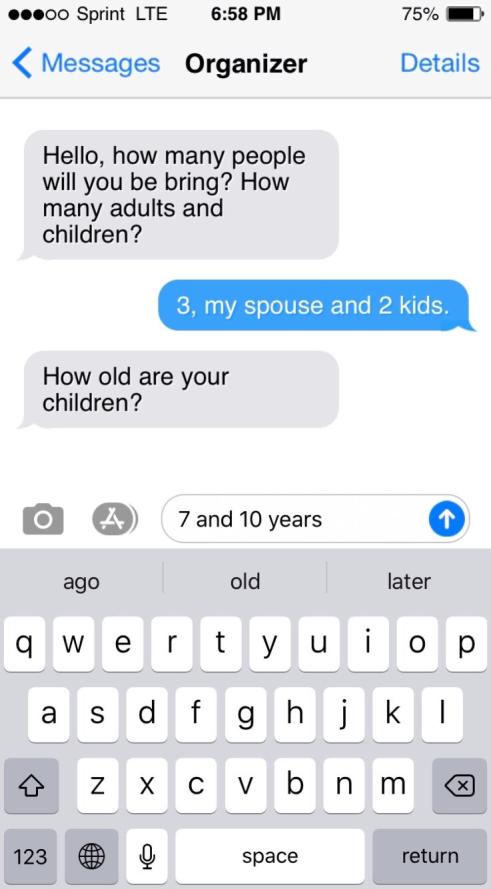 Sprint LTE 6:58 PM 75%
Messages Organizer Details
Hello, how many people
will you be bring? How
many adults and
children?
3, my spouse and 2 kids.
How old are your
children?
7 and 10 years
ago old later
q w e r t y u i o p
a s d f g h j k l
z x c v b n m
123 space return